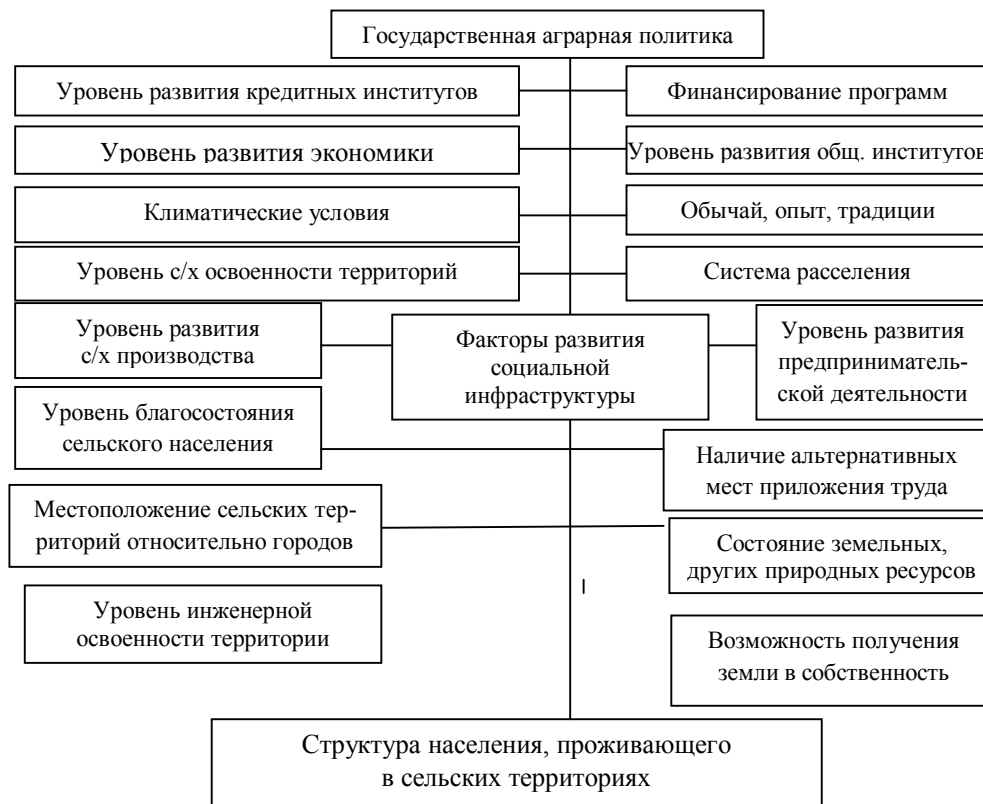 Государственная аграрная политика
Уровень развития кредитных институтов
Финансирование программ
Уровень развития экономики
Уровень развития общ. институтов
Климатические условия
Обычай, опыт, традиции
Уровень с/х освоенности территорий
Система расселения
Уровень развития
с/х производства
Факторы развития
социальной
инфраструктуры
Уровень развития
предприниматель-
ской деятельности
Уровень благосостояния
сельского населения
Наличие альтернативных
мест приложения труда
Местоположение сельских тер-
риторий относительно городов
Состояние земельных,
других природных ресурсов
Уровень инженерной
освоенности территории
Возможность получения
земли в собственность
Структура населения, проживающего
в сельских территориях